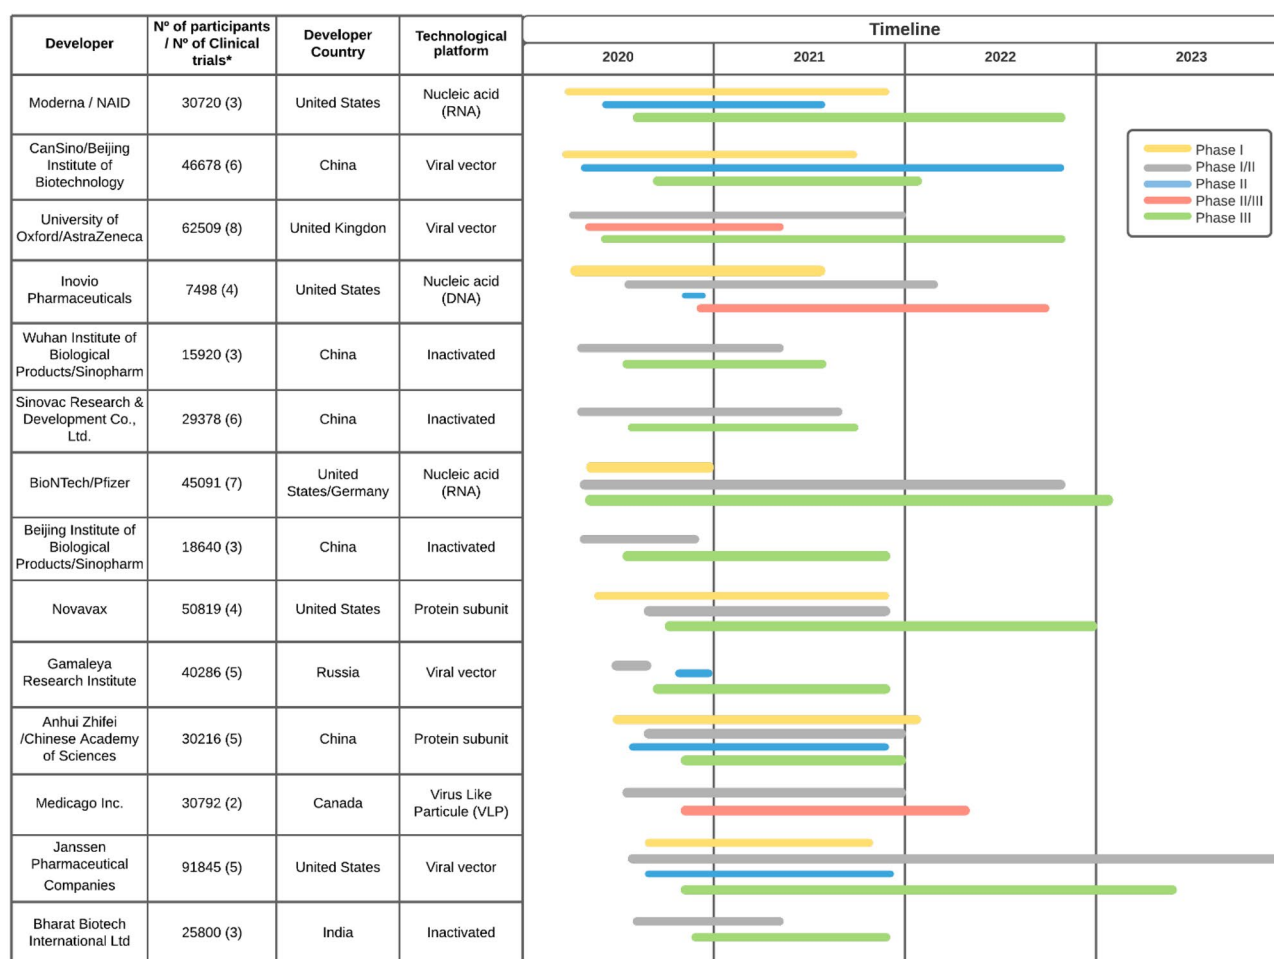 Developer
Nº of participants
/ Nº of Clinical
trials*
Developer
Country
Technological
platform
Timeline
2020
2021
2022
2023
Moderna / NAID
30720 (3)
United States
Nucleic acid
(RNA)
CanSino/Beijing
Institute of
Biotechnology
46678 (6)
China
Viral vector
University of
Oxford/AstraZeneca
62509 (8)
United Kingdon
Viral vector
Inovio
Pharmaceuticals
7498 (4)
United States
Nucleic acid
(DNA)
Wuhan Institute of
Biological
Products/Sinopharm
15920 (3)
China
Inactivated
Sinovac Research &
Development Co.,
Ltd.
29378 (6)
China
Inactivated
BioNTech/Pfizer
45091 (7)
United
States/Germany
Nucleic acid
(RNA)
Beijing Institute of
Biological
Products/Sinopharm
18640 (3)
China
Inactivated
Novavax
50819 (4)
United States
Protein subunit
Gamaleya
Research Institute
40286 (5)
Russia
Viral vector
Anhui Zhifei
/Chinese Academy
of Sciences
30216 (5)
China
Protein subunit
Medicago Inc.
30792 (2)
Canada
Virus Like
Particule (VLP)
Janssen
Pharmaceutical
Companies
91845 (5)
United States
Viral vector
Bharat Biotech
International Ltd
25800 (3)
India
Inactivated
Phase I
Phase I/II
Phase II
Phase II/III
Phase III